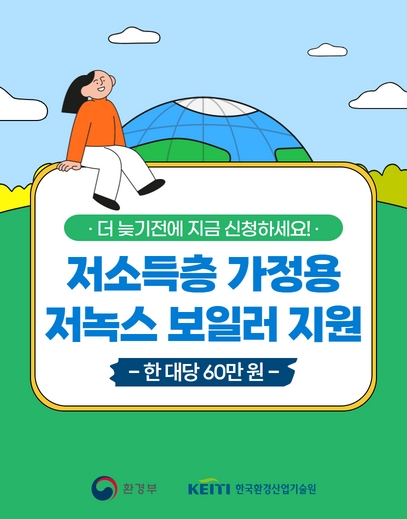 · 더 늦기전에 지금 신청하세요! ·
저소득층 가정용
저녹스 보일러 지원
– 한 대당 60만 원 –
환경부 KEITI 한국환경산업기술원